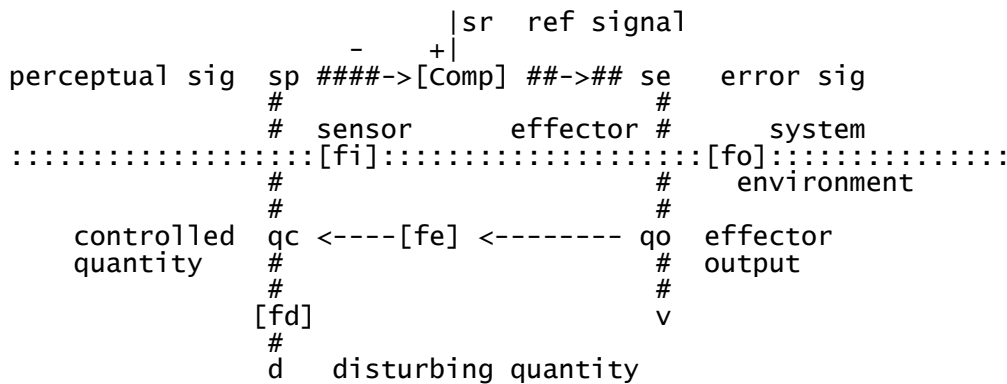 |sr ref signal
- +|
perceptual sig sp ####->[Comp] ##->## se error sig
# #
# sensor effector # system
:::::::::::::::::::[fi]::::::::::::::::::::[fo]:::::::::::::::
# # environment
# #
controlled qc <----[fe] <-------- qo effector
quantity # # output
# #
[fd] v
#
d disturbing quantity